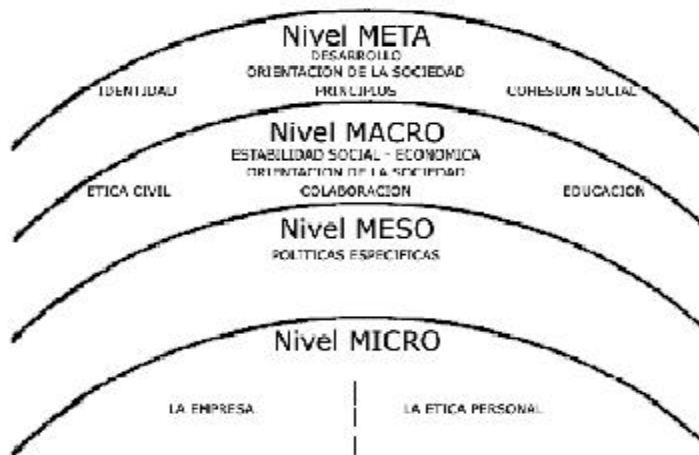 Nivel META
DESARROLLO
ORIENTACION DE LA SOCIEDAD
IDENTIDAD PRINCIPIOS COHESION SOCIAL
Nivel MACRO
ESTABILIDAD SOCIAL - ECONOMICA
ORIENTACION DE LA SOCIEDAD
ETICA CIVIL COLABORACION EDUCACION
Nivel MESO
POLITICAS ESPECIFICAS
Nivel MICRO
LA EMPRESA LA ETICA PERSONAL